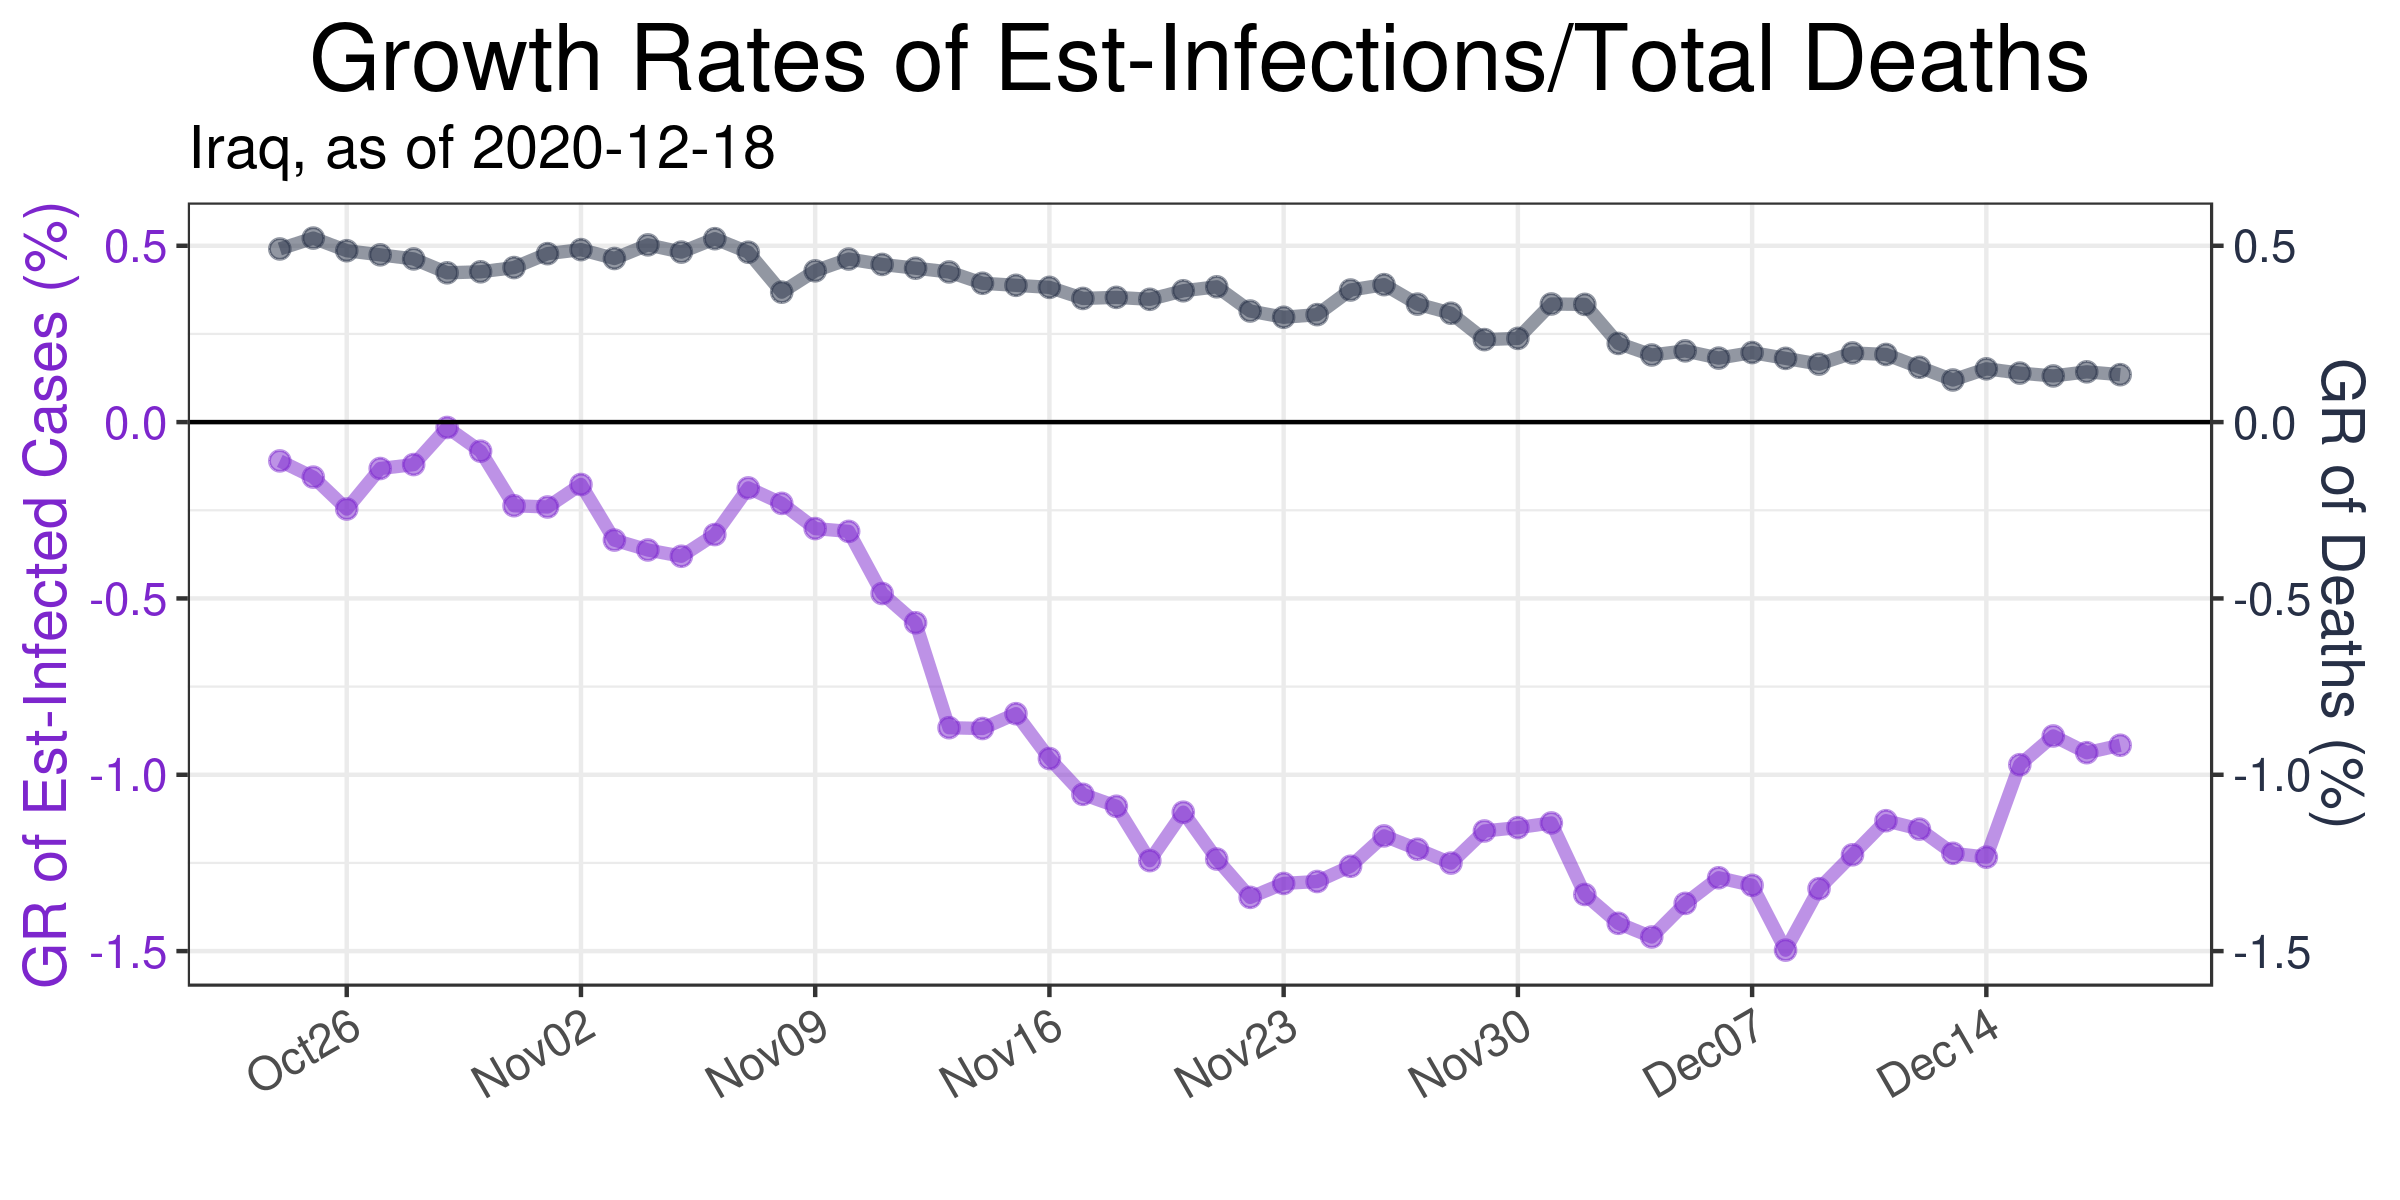 Growth Rates of Est-Infections/Total Deaths
Iraq, as of 2020-12-18
GR of Est-Infected Cases (%)
0.5
0.0
-0.5
-1.0
-1.5
0.5
0.0
-0.5
-1.0
-1.5
GR of Deaths (%)
Oct26
Nov02
Nov09
Nov16
Nov23
Nov30
Dec07
Dec14